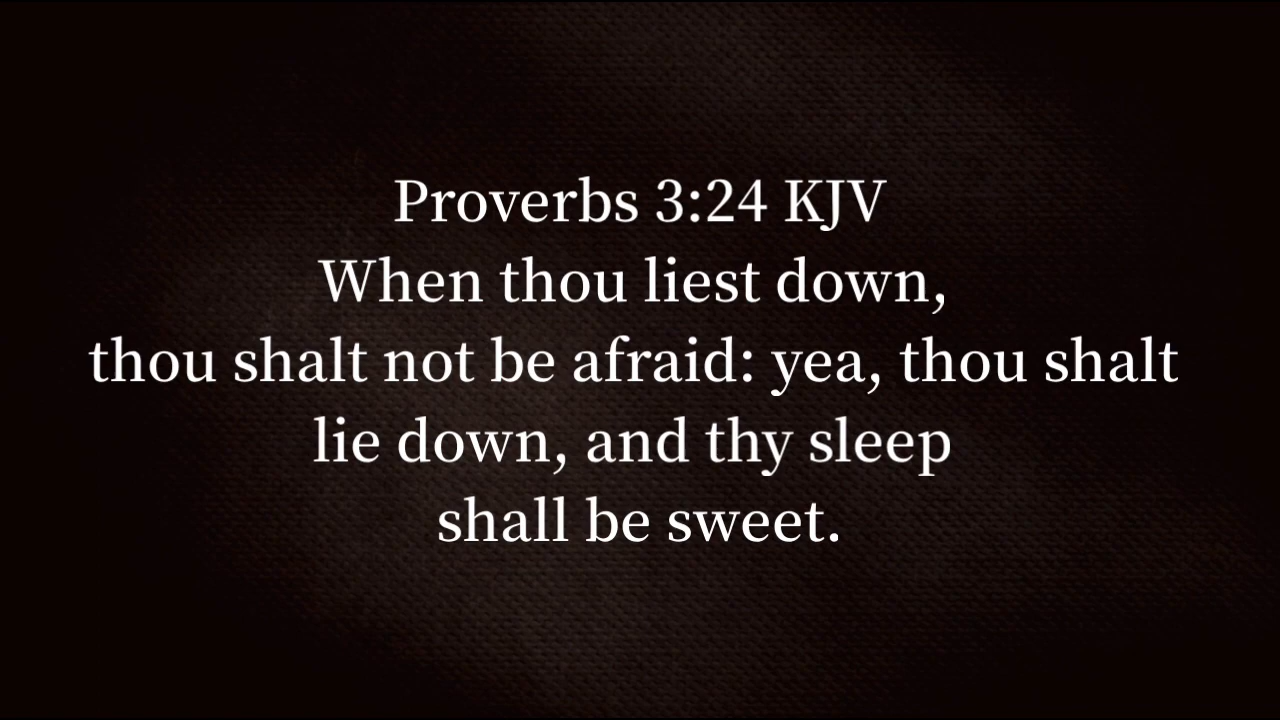 Proverbs 3:24 KJV
When thou liest down,
thou shalt not be afraid: yea, thou shalt
lie down, and thy sleep
shall be sweet.